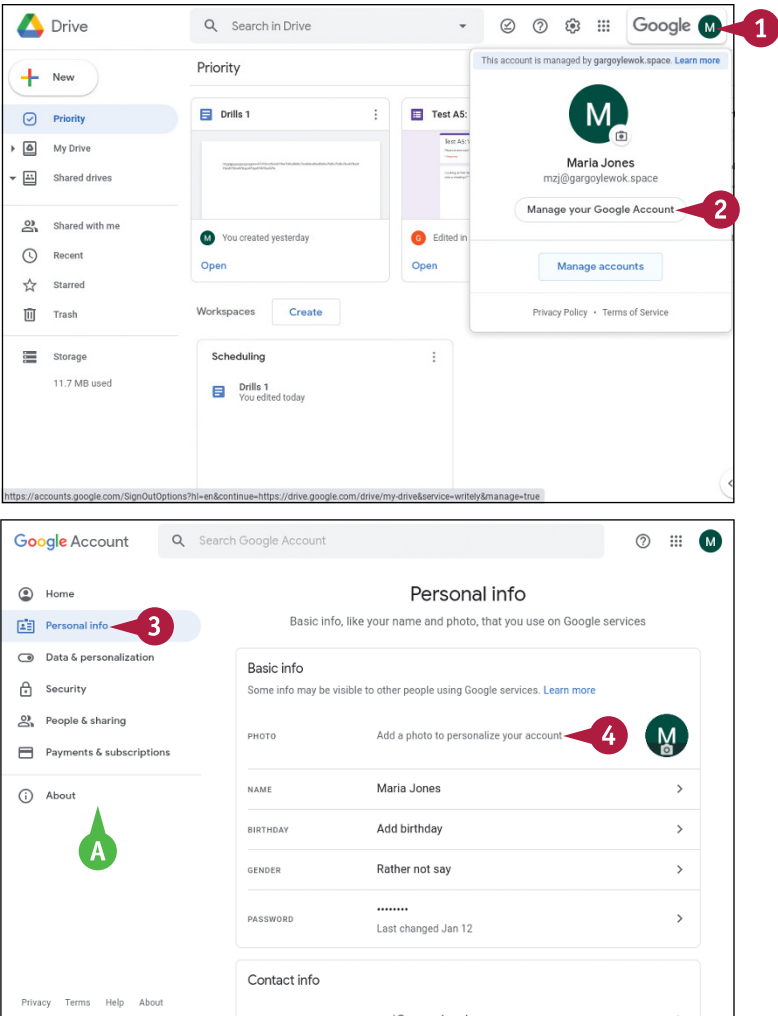 Drive
Search in Drive
Google M
1
New
Priority
This account is managed by gargoylewok.space. Learn more
Priority
My Drive
Shared drives
Shared with me
Recent
Starred
Trash
Storage
11.7 MB used
Drills 1
M You created yesterday
Open
Test A5:
Test A5:
G Edited in
Open
M
Maria Jones
mzj@gargoylewok.space
Manage your Google Account
2
Manage accounts
Privacy Policy • Terms of Service
Workspaces
Create
Scheduling
Drills 1
You edited today
https://accounts.google.com/SignOutOptions?hl=en&continue=https://drive.google.com/drive/my-drive&service=writely&manage=true
Google Account
Search Google Account
M
Home
Personal info
3
Data & personalization
Security
People & sharing
Payments & subscriptions
About
A
Privacy Terms Help About
Personal info
Basic info, like your name and photo, that you use on Google services
Basic info
Some info may be visible to other people using Google services. Learn more
PHOTO
Add a photo to personalize your account
4
M
NAME
Maria Jones
BIRTHDAY
Add birthday
GENDER
Rather not say
PASSWORD
••••••••
Last changed Jan 12
Contact info